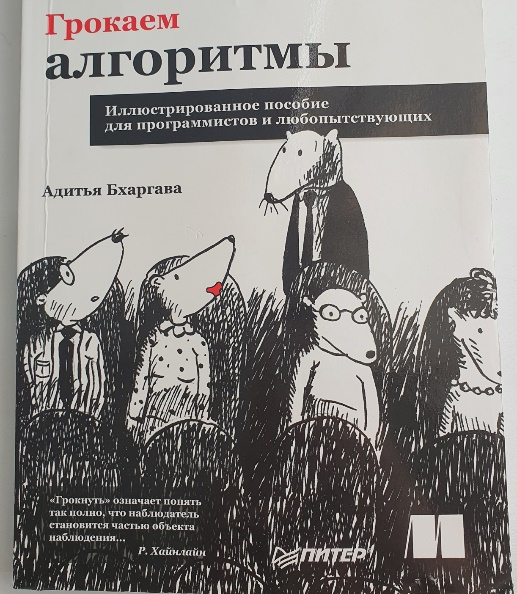 Грокаем
алгоритмы
Иллюстрированное пособие
для программистов и любопытствующих
Адитья Бхаргава
«Грокнуть» означает понять
так полно, что наблюдатель
становится частью объекта
наблюдения...
Р. Хайнлайн
ПИТЕР